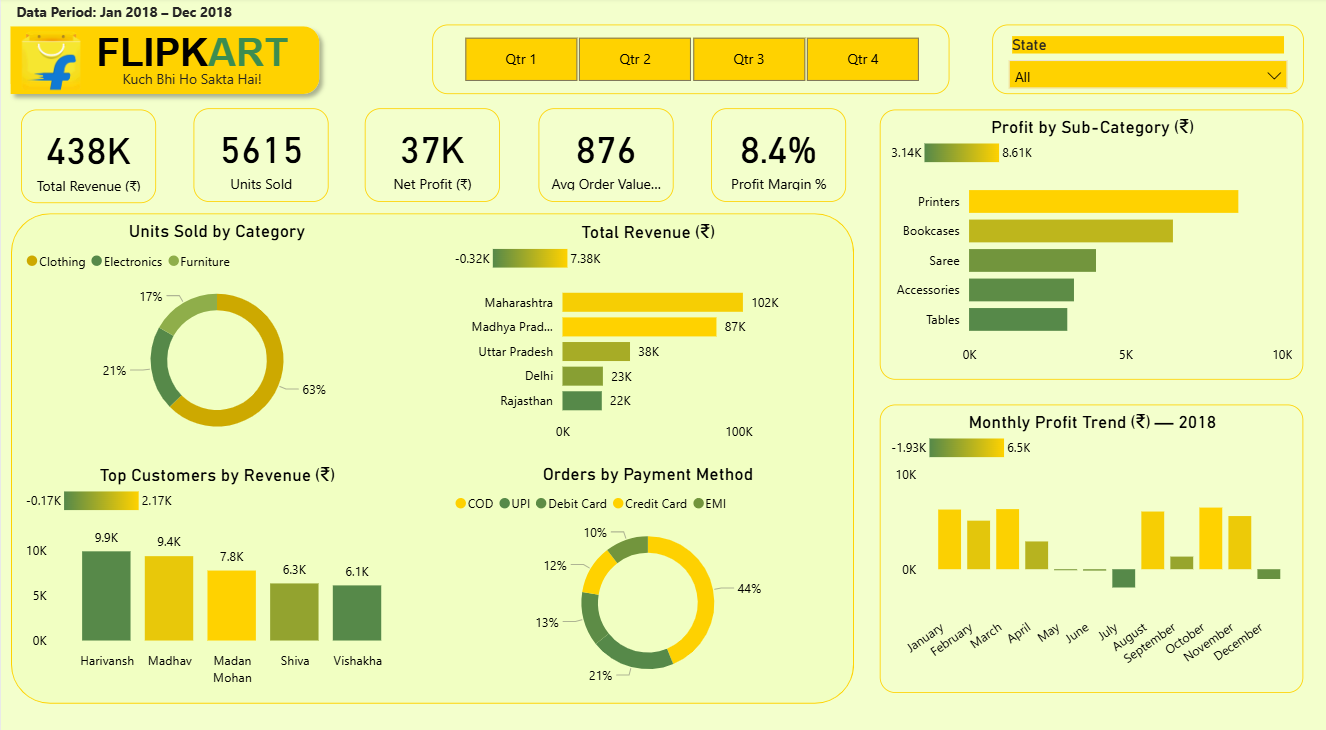 Data Period: Jan 2018 – Dec 2018
FLIPKART
Kuch Bhi Ho Sakta Hai!
Qtr 1 Qtr 2 Qtr 3 Qtr 4
State
All
438K
Total Revenue (₹)
5615
Units Sold
37K
Net Profit (₹)
876
Avg Order Value...
8.4%
Profit Margin %
Units Sold by Category
Clothing Electronics Furniture
17%
21%
63%
Total Revenue (₹)
-0.32K 7.38K
Maharashtra 102K
Madhya Prad... 87K
Uttar Pradesh 38K
Delhi 23K
Rajasthan 22K
0K 100K
Top Customers by Revenue (₹)
-0.17K 2.17K
10K
5K
0K
9.9K 9.4K 7.8K 6.3K 6.1K
Harivansh Madhav Madan Mohan Shiva Vishakha
Orders by Payment Method
COD UPI Debit Card Credit Card EMI
10%
12%
13%
21%
44%
Profit by Sub-Category (₹)
3.14K 8.61K
Printers
Bookcases
Saree
Accessories
Tables
0K 5K 10K
Monthly Profit Trend (₹) — 2018
-1.93K 6.5K
10K
0K
January February March April May June July August September October November December